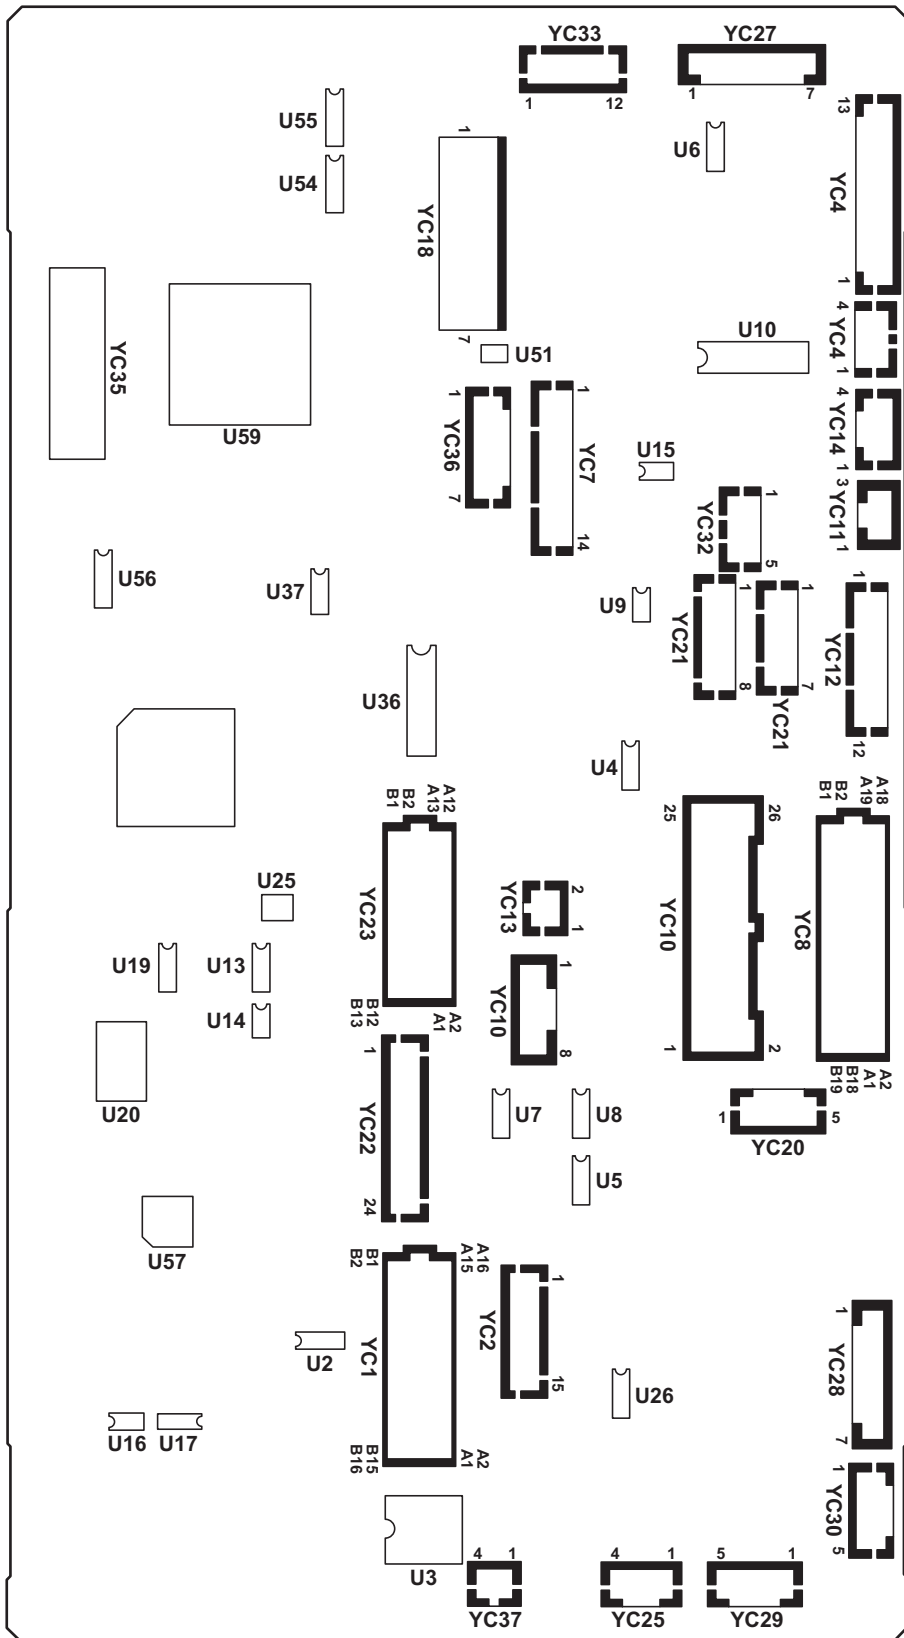 YC33
1
12
YC27
1
7
U55
U54
U6
13
YC4
1
1
YC18
7
U51
U10
4
YC4
1
YC35
U59
4
YC14
1
1
YC36
7
1
YC7
14
U15
3
YC11
1
1
YC32
5
U56
U37
U9
1
YC21
8
1
YC21
7
1
YC12
12
U36
U4
B1
B2
A13
A12
YC23
B13
B12
A1
A2
25
26
YC10
1
2
B1
B2
A19
A18
YC8
B19
B18
A1
A2
U25
2
YC13
1
U19
U13
U14
1
YC10
8
U20
1
YC22
24
U7
U8
U5
1
5
YC20
U57
B2
B1
A15
A16
YC1
B16
B15
A1
A2
1
YC2
15
U2
U26
1
YC28
7
U16
U17
1
YC30
5
U3
4
1
YC37
4
1
YC25
5
1
YC29